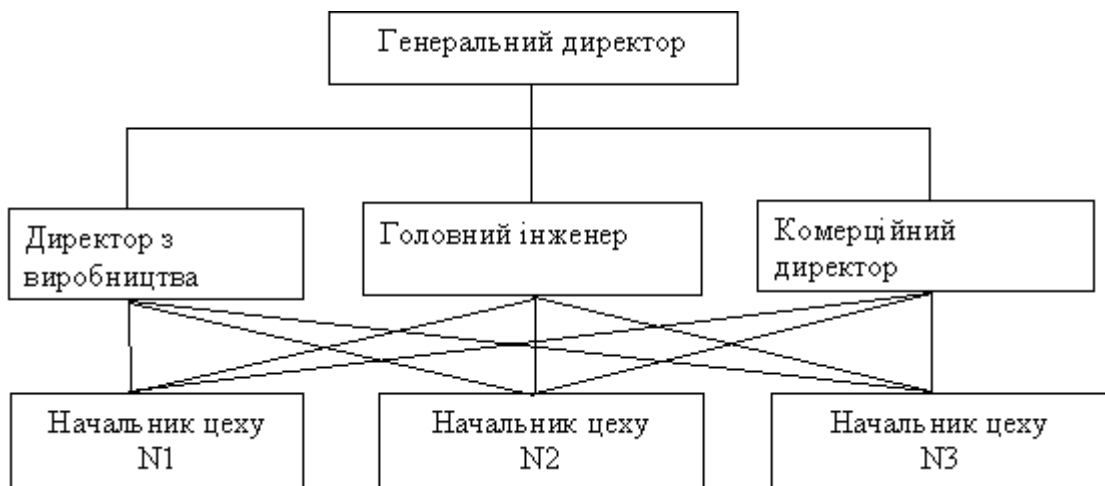 Генеральний директор
Директор з
виробництва
Головний інженер
Комерційний
директор
Начальник цеху
N1
Начальник цеху
N2
Начальник цеху
N3